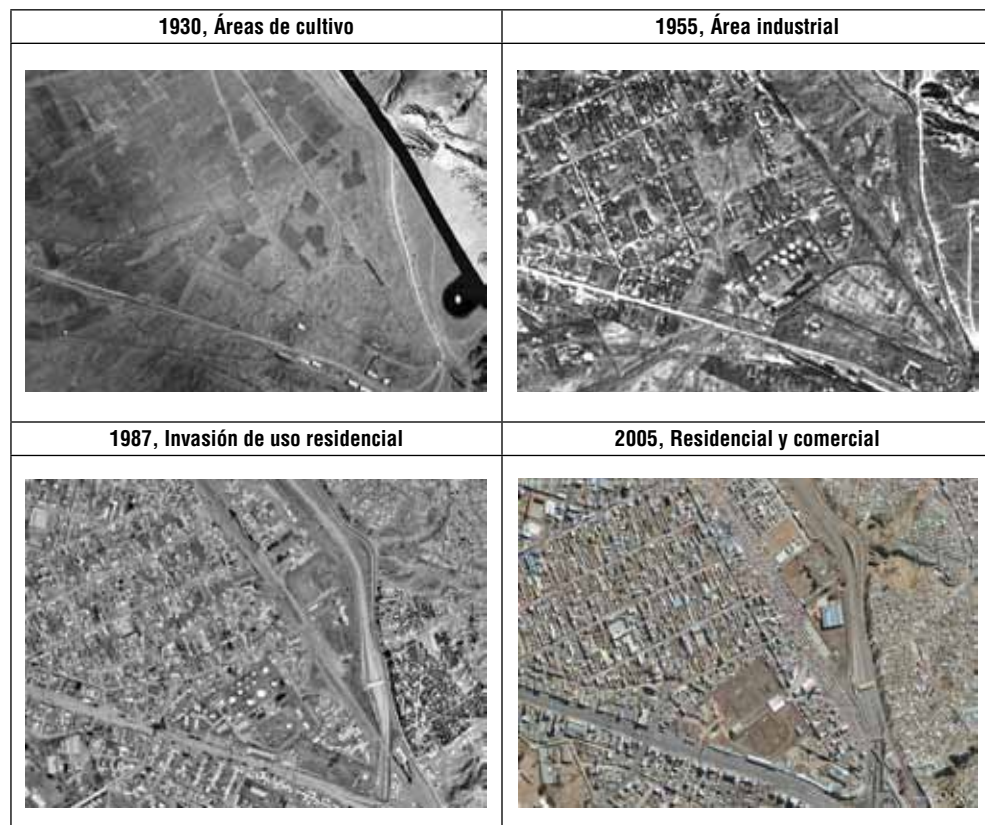 1930, Áreas de cultivo
1955, Área industrial
1987, Invasión de uso residencial
2005, Residencial y comercial